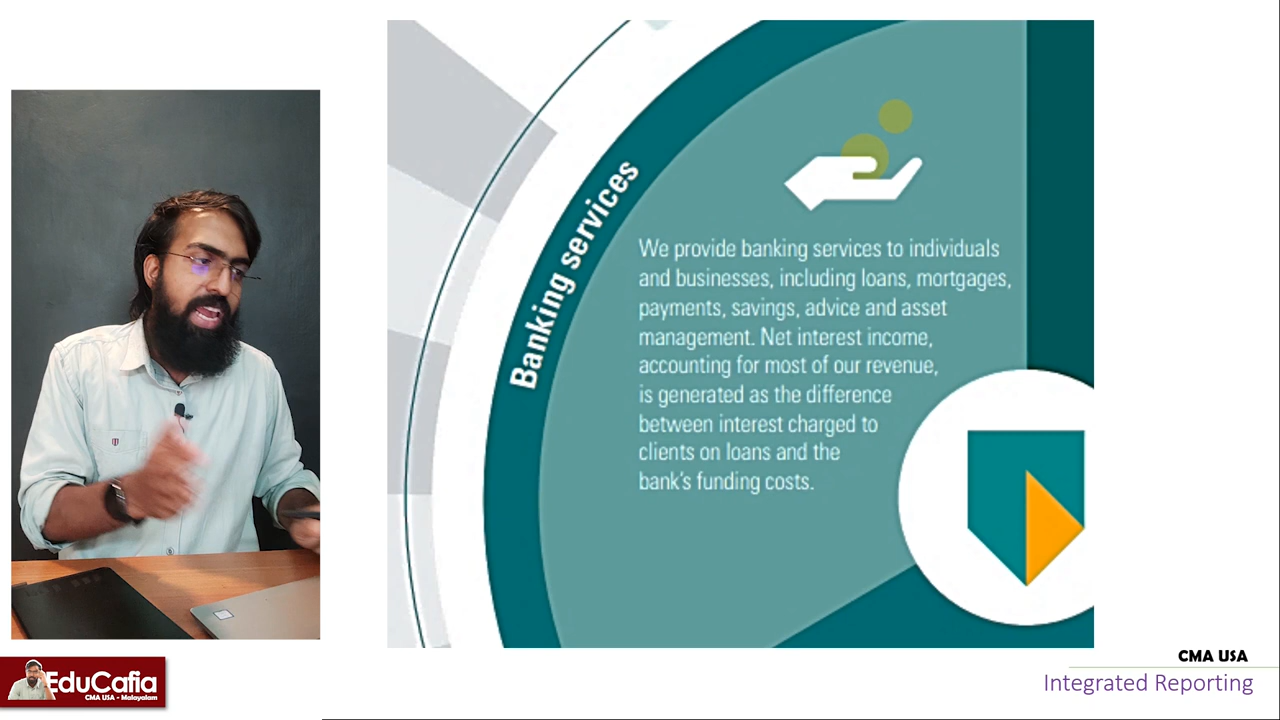 Banking services
We provide banking services to individuals
and businesses, including loans, mortgages,
payments, savings, advice and asset
management. Net interest income,
accounting for most of our revenue,
is generated as the difference
between interest charged to
clients on loans and the
bank's funding costs.
EduCafia
CMA USA - Malayalam
CMA USA
Integrated Reporting